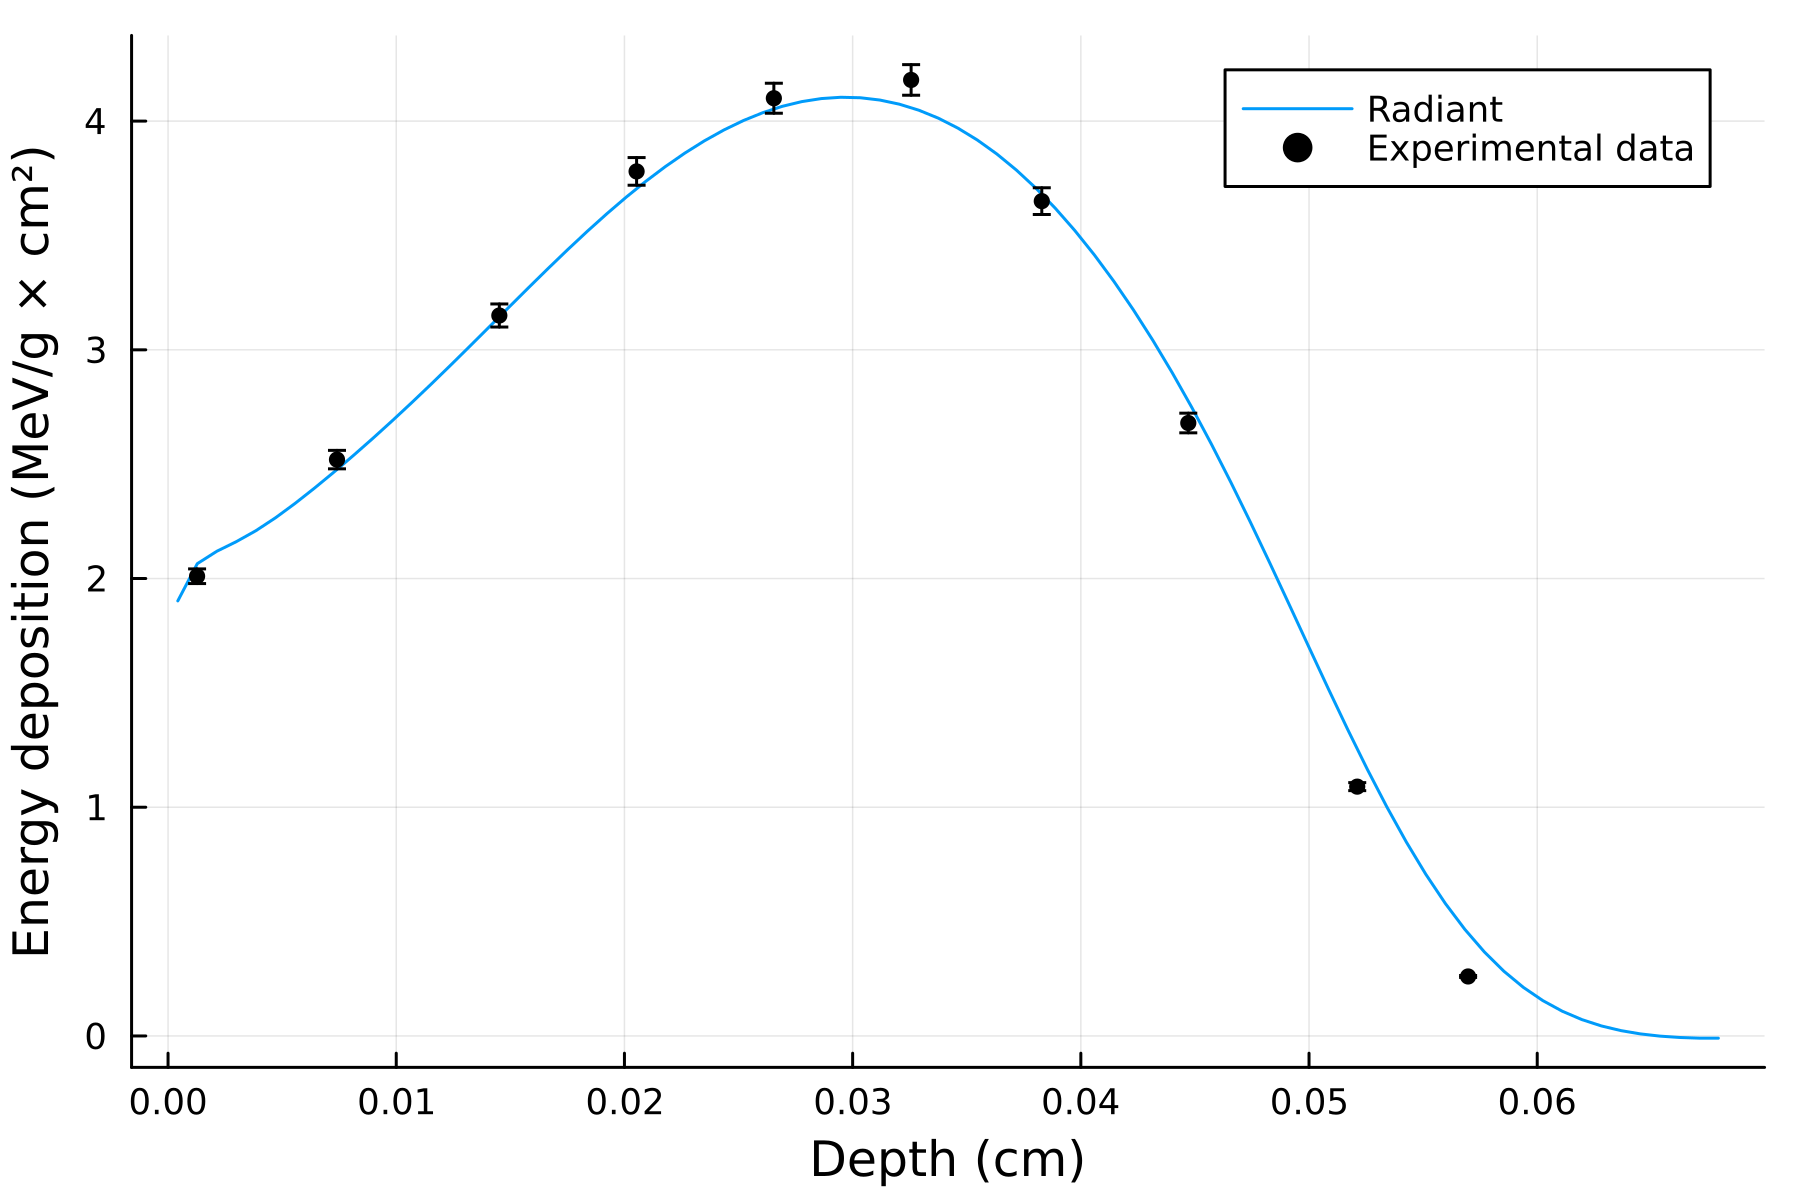 Energy deposition (MeV/g × cm²)
4
3
2
1
0
Radiant
Experimental data
0.00 0.01 0.02 0.03 0.04 0.05 0.06
Depth (cm)